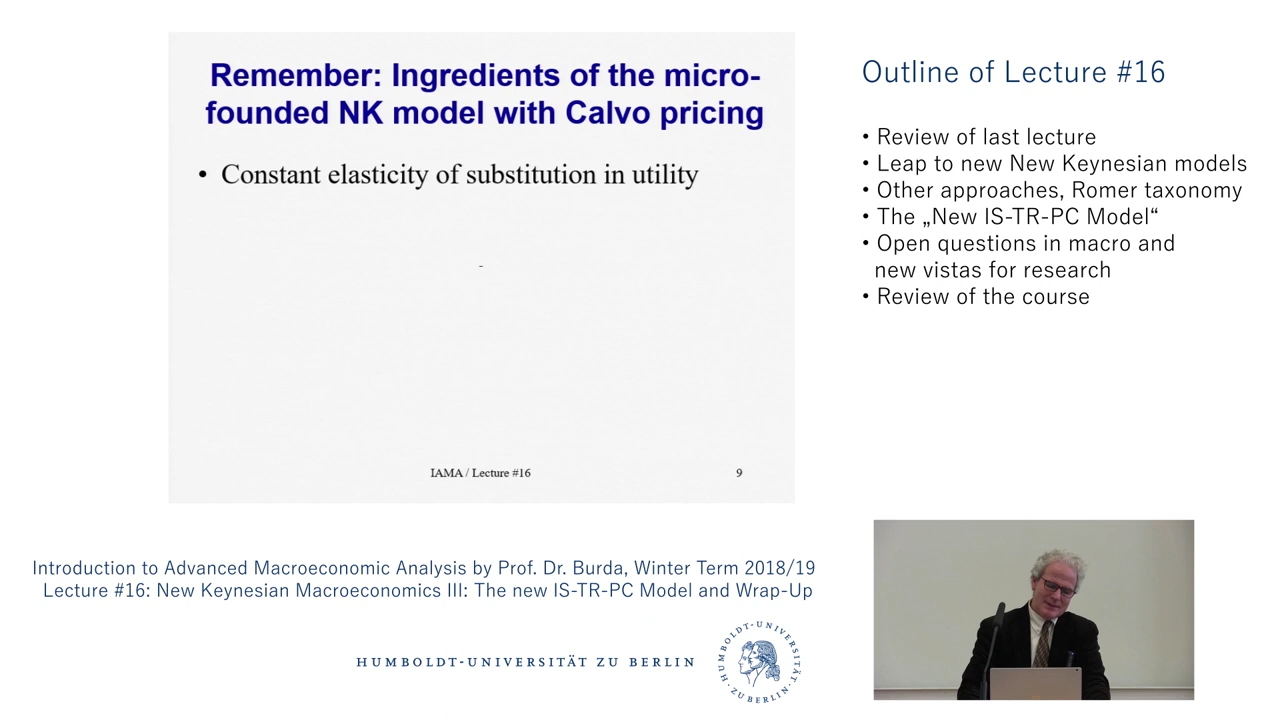 Remember: Ingredients of the micro-
founded NK model with Calvo pricing
• Constant elasticity of substitution in utility
-
IAMA / Lecture #16
9
Outline of Lecture #16
• Review of last lecture
• Leap to new New Keynesian models
• Other approaches, Romer taxonomy
• The „New IS-TR-PC Model“
• Open questions in macro and
new vistas for research
• Review of the course
Introduction to Advanced Macroeconomic Analysis by Prof. Dr. Burda, Winter Term 2018/19
Lecture #16: New Keynesian Macroeconomics III: The new IS-TR-PC Model and Wrap-Up
HUMBOLDT-UNIVERSITÄT ZU BERLIN
HUMBOLDT-UNIVERSITÄT · ZU BERLIN ·